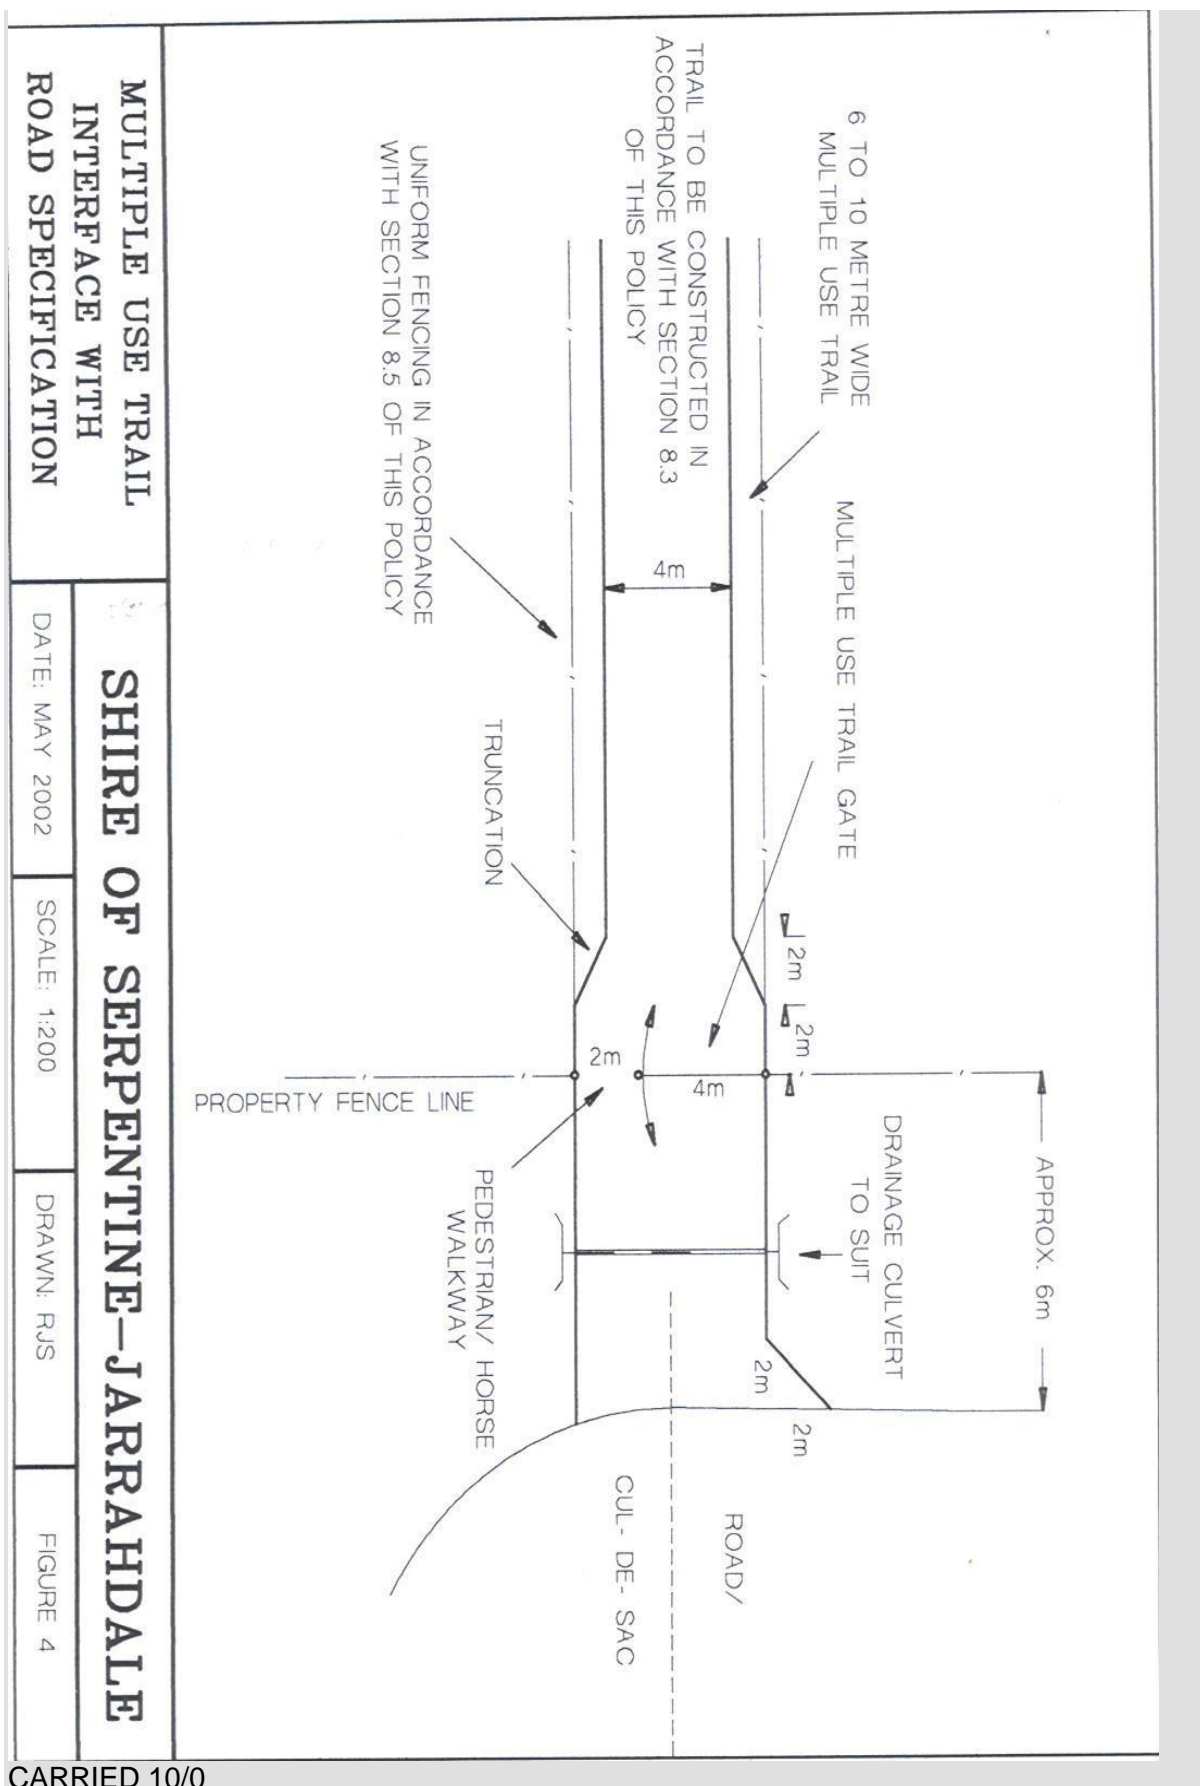 6 TO 10 METRE WIDE
MULTIPLE USE TRAIL
TRAIL TO BE CONSTRUCTED IN
ACCORDANCE WITH SECTION 8.3
OF THIS POLICY
UNIFORM FENCING IN ACCORDANCE
WITH SECTION 8.5 OF THIS POLICY
MULTIPLE USE TRAIL GATE
4m
TRUNCATION
2m
2m
2m
4m
PROPERTY FENCE LINE
APPROX. 6m
DRAINAGE CULVERT
TO SUIT
PEDESTRIAN/ HORSE
WALKWAY
2m
2m
ROAD/
CUL- DE- SAC
MULTIPLE USE TRAIL
INTERFACE WITH
ROAD SPECIFICATION
SHIRE OF SERPENTINE-JARRAHDALE
DATE: MAY 2002
SCALE: 1:200
DRAWN: RJS
FIGURE 4
CARRIED 10/0